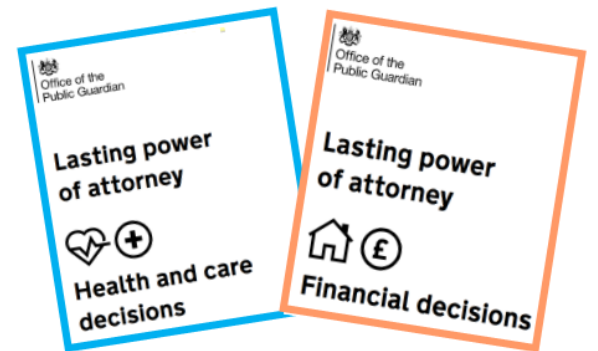 Office of the
Public Guardian
Lasting power
of attorney
Health and care
decisions
Office of the
Public Guardian
Lasting power
of attorney
£
Financial decisions